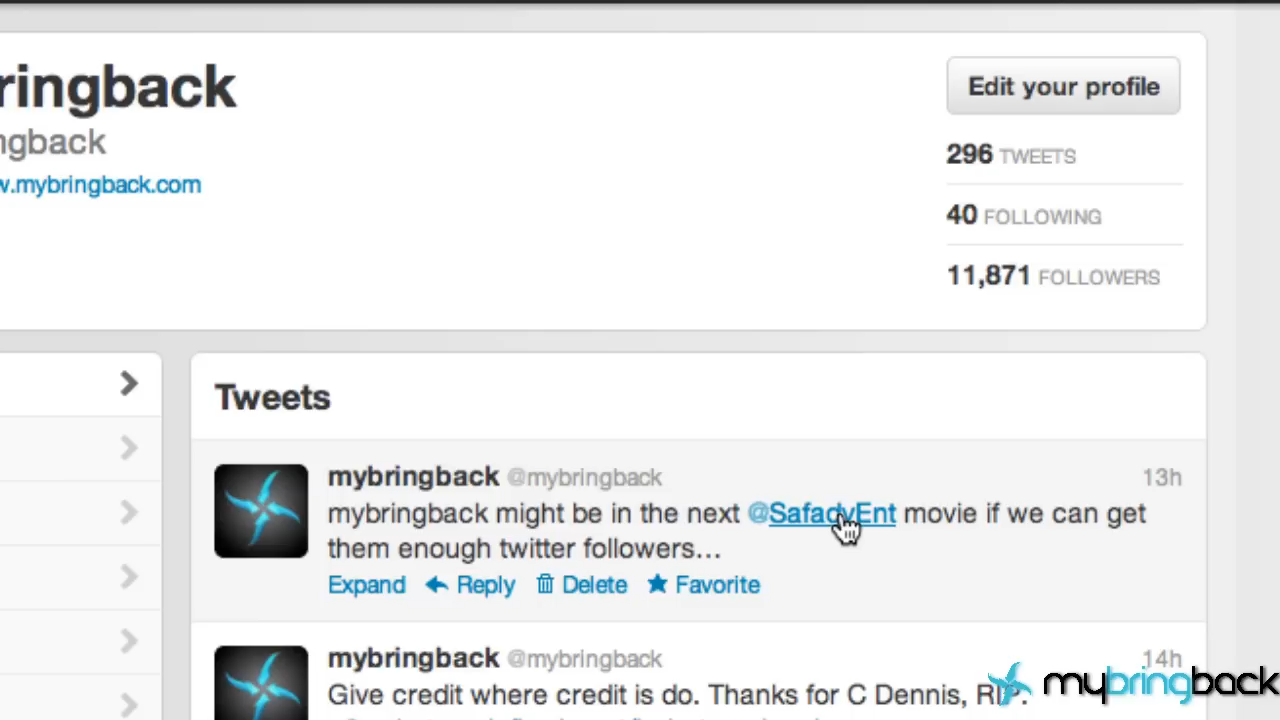 ringback
Edit your profile
ngback
296 TWEETS
w.mybringback.com
40 FOLLOWING
11,871 FOLLOWERS
Tweets
mybringback @mybringback 13h
mybringback might be in the next @SafadyEnt movie if we can get
them enough twitter followers...
Expand Reply Delete Favorite
mybringback @mybringback 14h
Give credit where credit is do. Thanks for C Dennis, RIP.
mybringback